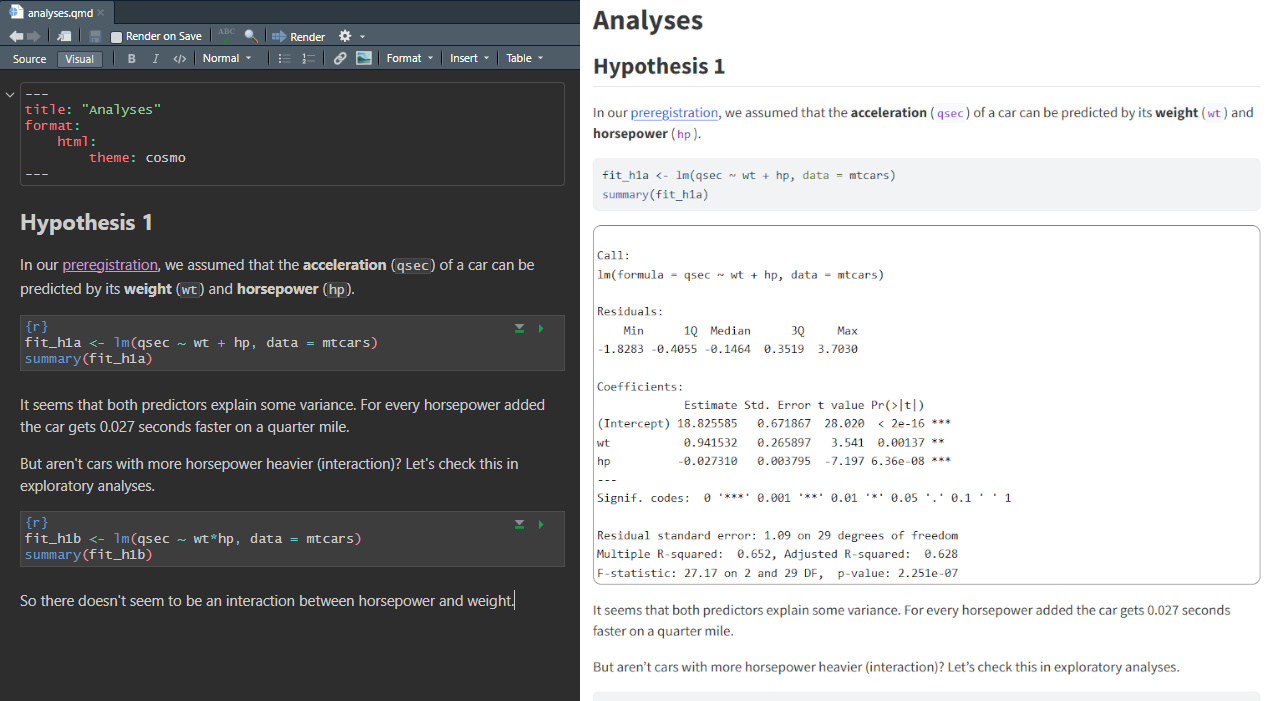 analyses.qmd
Render on Save
ABC
Render
Source Visual B I </> Normal Format Insert Table
---
title: "Analyses"
format:
    html:
        theme: cosmo
---
Hypothesis 1
In our preregistration, we assumed that the acceleration (qsec) of a car can be
predicted by its weight (wt) and horsepower (hp).
{r}
fit_h1a <- lm(qsec ~ wt + hp, data = mtcars)
summary(fit_h1a)
It seems that both predictors explain some variance. For every horsepower added
the car gets 0.027 seconds faster on a quarter mile.
But aren't cars with more horsepower heavier (interaction)? Let's check this in
exploratory analyses.
{r}
fit_h1b <- lm(qsec ~ wt*hp, data = mtcars)
summary(fit_h1b)
So there doesn't seem to be an interaction between horsepower and weight.
Analyses
Hypothesis 1
In our preregistration, we assumed that the acceleration (qsec) of a car can be predicted by its weight (wt) and
horsepower (hp).
fit_h1a <- lm(qsec ~ wt + hp, data = mtcars)
summary(fit_h1a)
Call:
lm(formula = qsec ~ wt + hp, data = mtcars)
Residuals:
    Min      1Q  Median      3Q     Max
-1.8283 -0.4055 -0.1464  0.3519  3.7030
Coefficients:
             Estimate Std. Error t value Pr(>|t|)
(Intercept) 18.825585   0.671867  28.020  < 2e-16 ***
wt           0.941532   0.265897   3.541  0.00137 **
hp          -0.027310   0.003795  -7.197 6.36e-08 ***
---
Signif. codes:  0 '***' 0.001 '**' 0.01 '*' 0.05 '.' 0.1 ' ' 1
Residual standard error: 1.09 on 29 degrees of freedom
Multiple R-squared:  0.652, Adjusted R-squared:  0.628
F-statistic: 27.17 on 2 and 29 DF,  p-value: 2.251e-07
It seems that both predictors explain some variance. For every horsepower added the car gets 0.027 seconds
faster on a quarter mile.
But aren’t cars with more horsepower heavier (interaction)? Let’s check this in exploratory analyses.